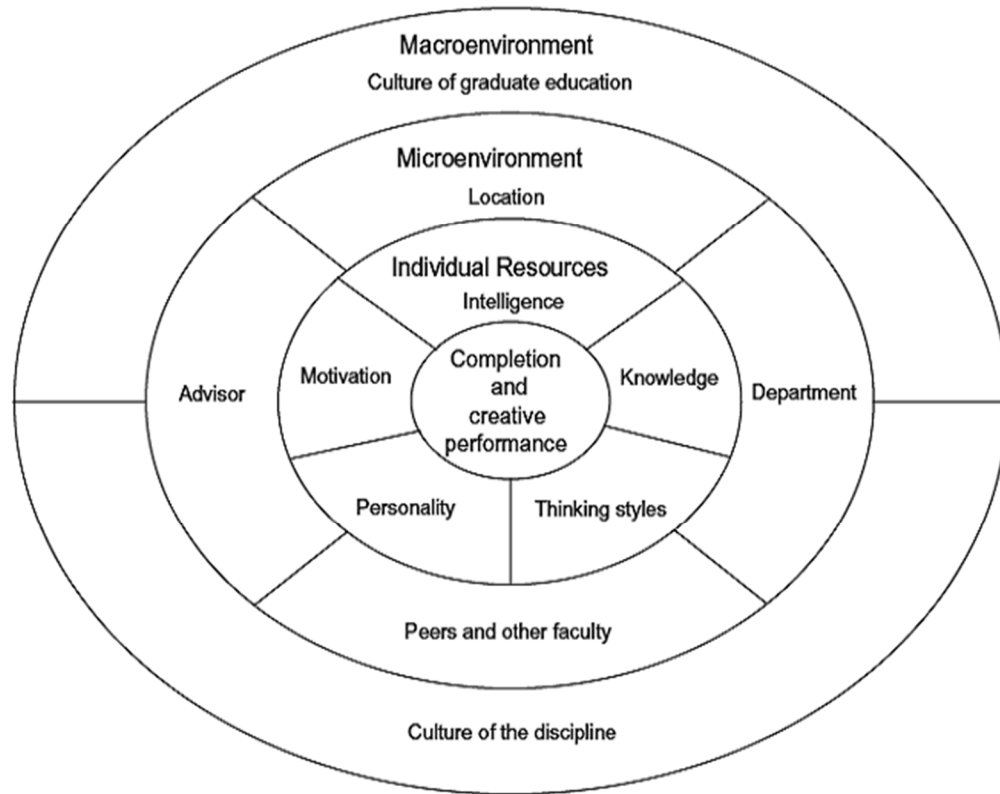 Macroenvironment
Culture of graduate education
Microenvironment
Location
Individual Resources
Intelligence
Completion
and
creative
performance
Motivation
Knowledge
Advisor
Department
Personality
Thinking styles
Peers and other faculty
Culture of the discipline